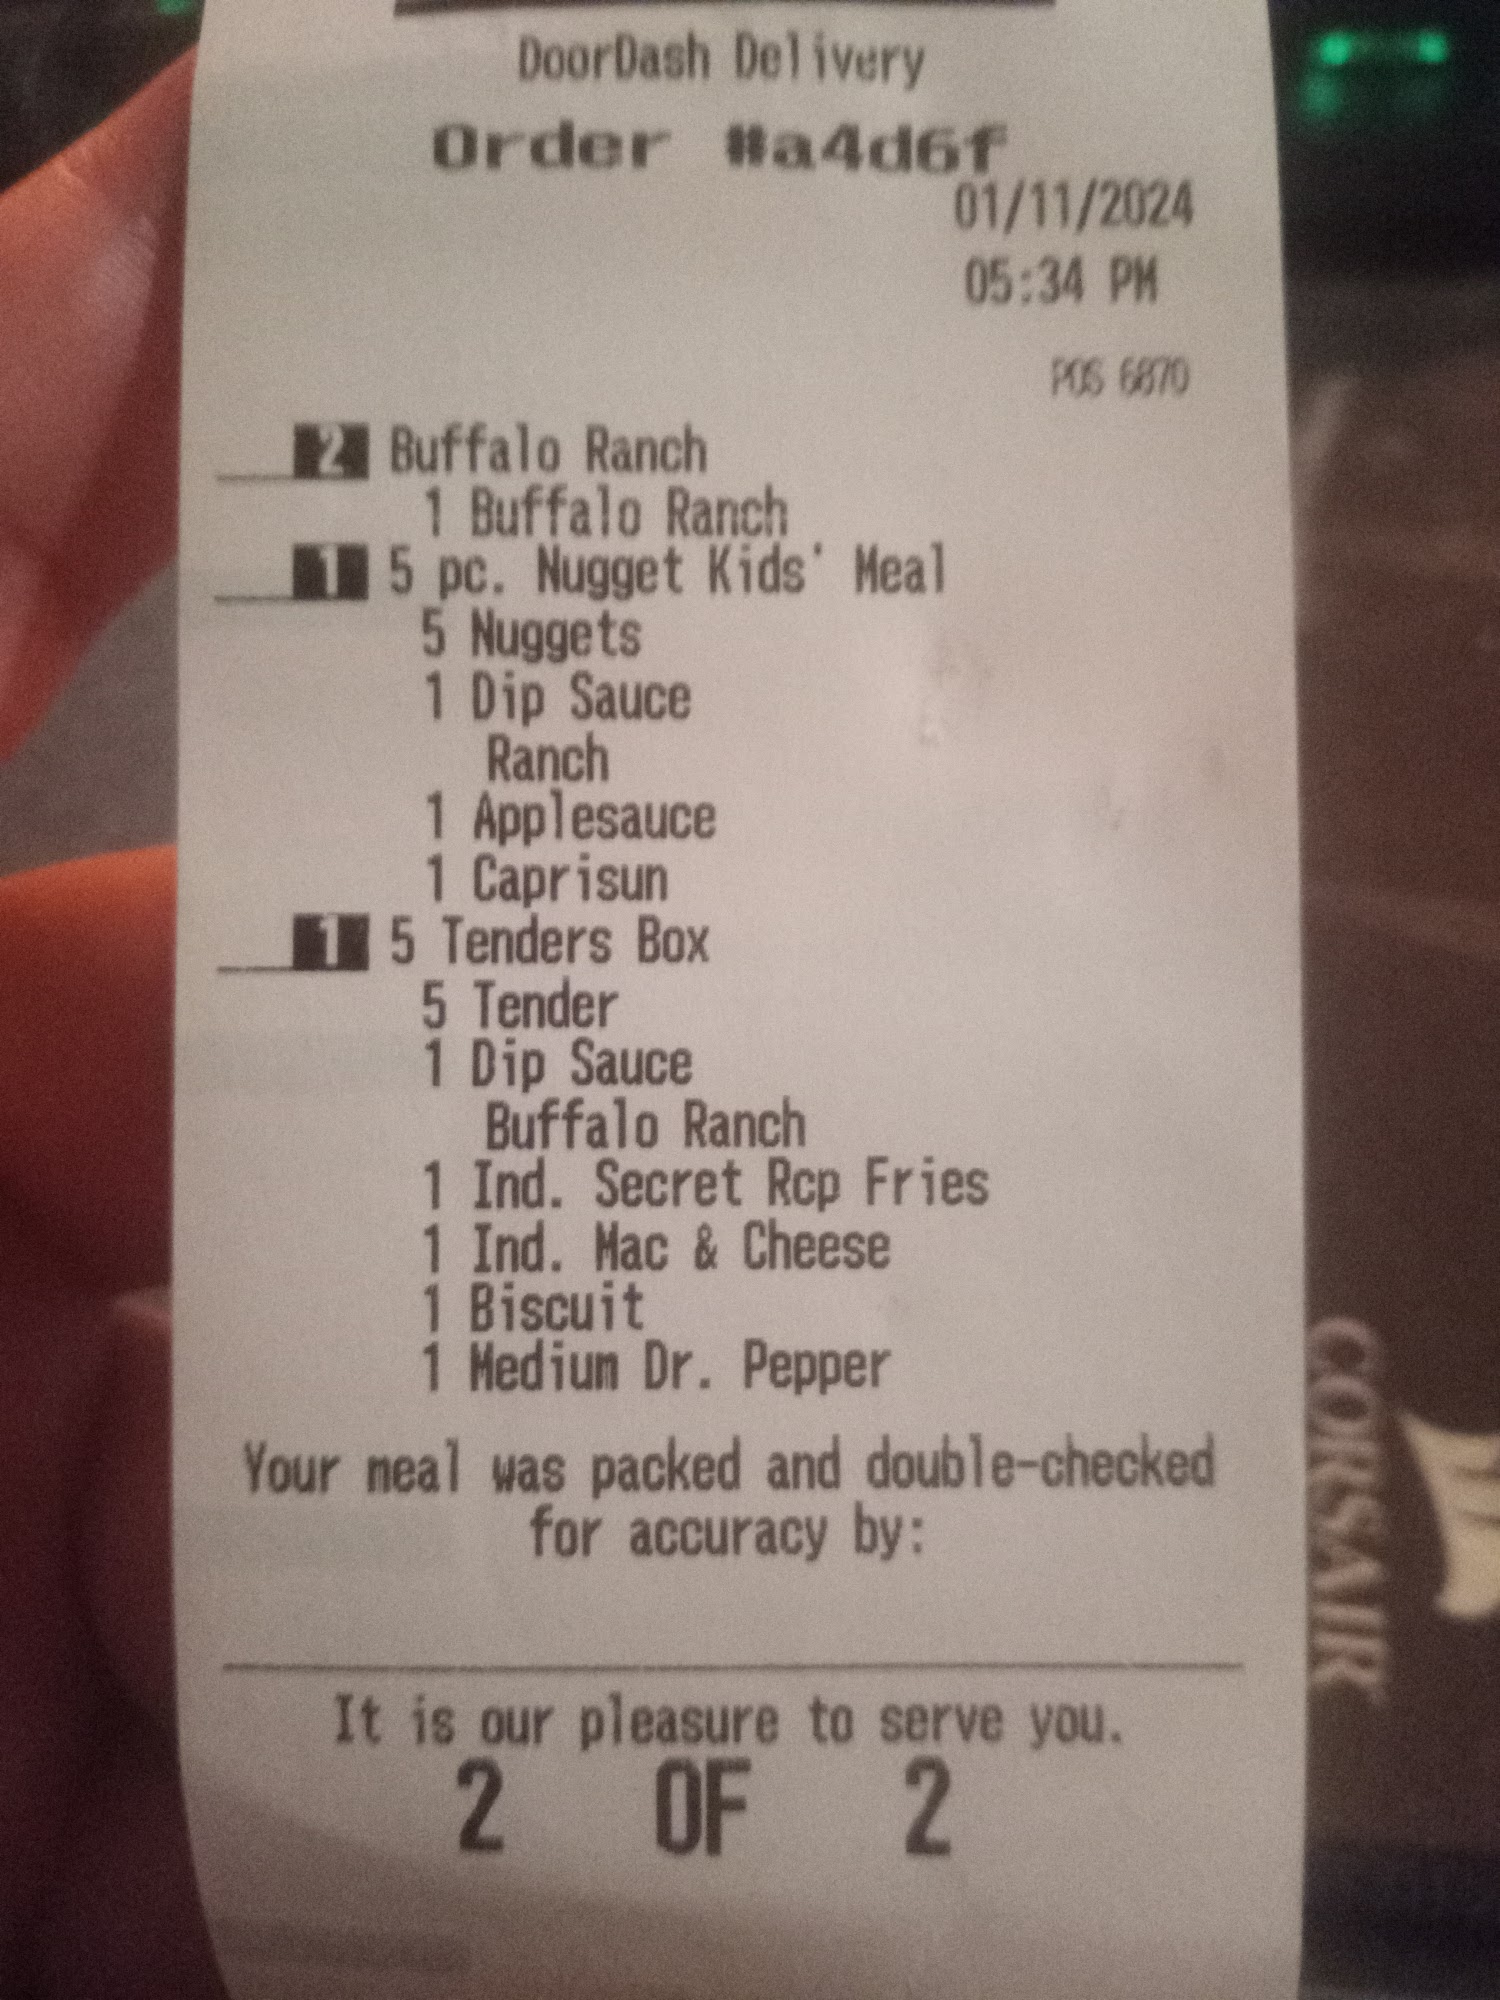 DoorDash Delivery
Order #a4d6f
01/11/2024
05:34 PM
POS 6870
2 Buffalo Ranch
1 Buffalo Ranch
1 5 pc. Nugget Kids' Meal
5 Nuggets
1 Dip Sauce
Ranch
1 Applesauce
1 Caprisun
1 5 Tenders Box
5 Tender
1 Dip Sauce
Buffalo Ranch
1 Ind. Secret Rcp Fries
1 Ind. Mac & Cheese
1 Biscuit
1 Medium Dr. Pepper
Your meal was packed and double-checked
for accuracy by:
It is our pleasure to serve you.
2 OF 2
CORSAIR